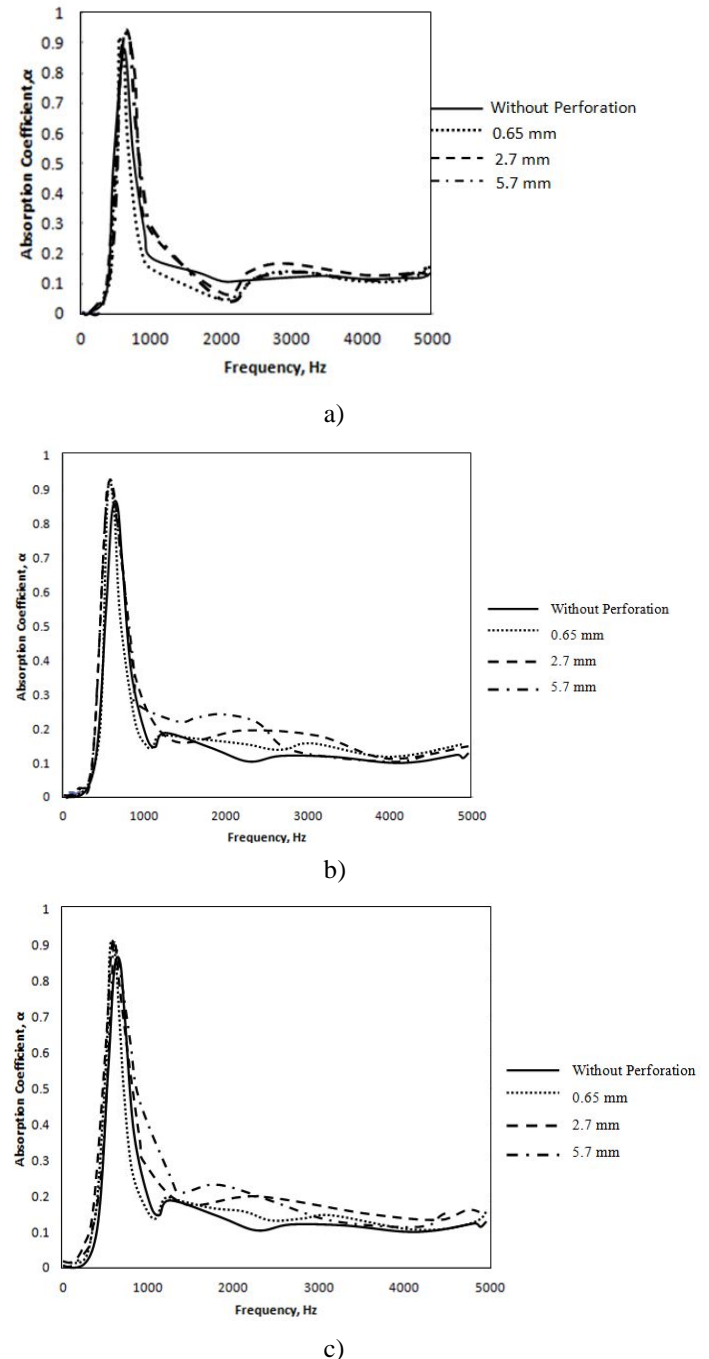 1
0.9
0.8
0.7
0.6
0.5
0.4
0.3
0.2
0.1
0
Absorption Coefficient,α
0 1000 2000 3000 4000 5000
Frequency, Hz
Without Perforation
0.65 mm
2.7 mm
5.7 mm
a)
1
0.9
0.8
0.7
0.6
0.5
0.4
0.3
0.2
0.1
0
Absorption Coefficient, α
0 1000 2000 3000 4000 5000
Frequency, Hz
Without Perforation
0.65 mm
2.7 mm
5.7 mm
b)
1
0.9
0.8
0.7
0.6
0.5
0.4
0.3
0.2
0.1
0
Absorption Coefficient, α
0 1000 2000 3000 4000 5000
Frequency, Hz
Without Perforation
0.65 mm
2.7 mm
5.7 mm
c)